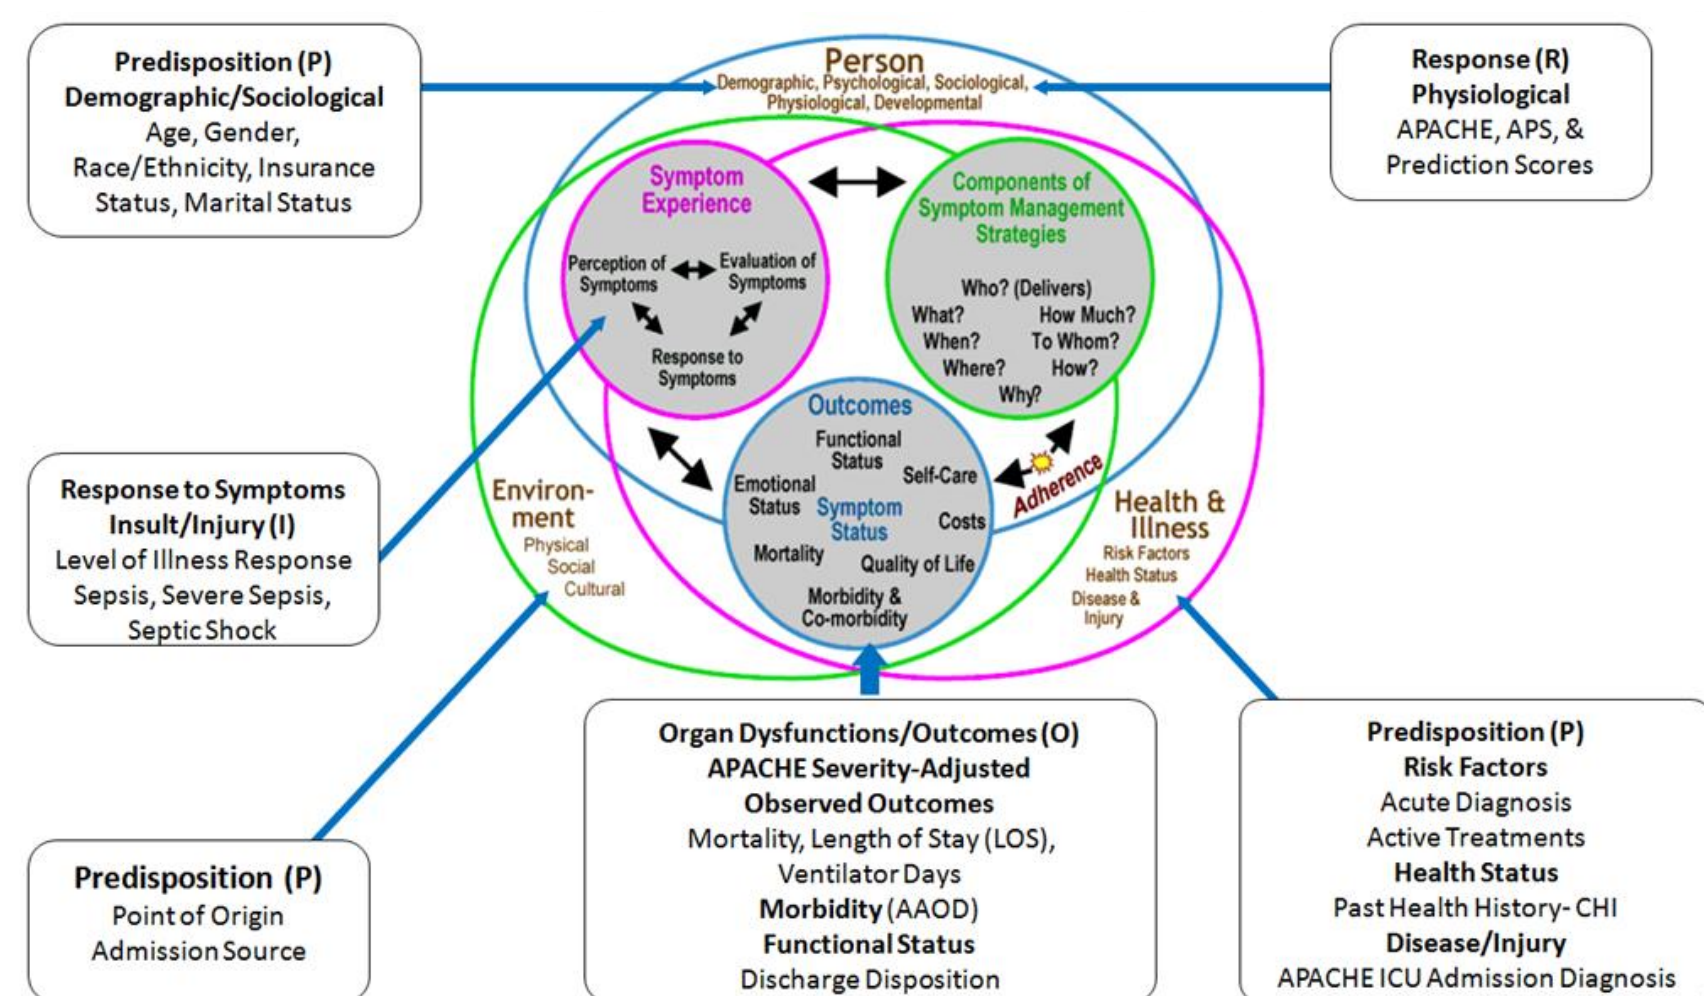 Predisposition (P)
Demographic/Sociological
Age, Gender,
Race/Ethnicity, Insurance
Status, Marital Status
Person
Demographic, Psychological, Sociological,
Physiological, Developmental
Response (R)
Physiological
APACHE, APS, &
Prediction Scores
Symptom
Experience
Perception of
Symptoms
Evaluation of
Symptoms
Response to
Symptoms
Components of
Symptom Management
Strategies
Who? (Delivers)
What?
How Much?
When?
To Whom?
Where?
How?
Why?
Outcomes
Functional
Status
Self-Care
Emotional
Status
Symptom
Status
Costs
Mortality
Quality of Life
Morbidity &
Co-morbidity
Adherence
Environ-
ment
Physical
Social
Cultural
Health &
Illness
Risk Factors
Health Status
Disease &
Injury
Response to Symptoms
Insult/Injury (I)
Level of Illness Response
Sepsis, Severe Sepsis,
Septic Shock
Predisposition (P)
Point of Origin
Admission Source
Organ Dysfunctions/Outcomes (O)
APACHE Severity-Adjusted
Observed Outcomes
Mortality, Length of Stay (LOS),
Ventilator Days
Morbidity (AAOD)
Functional Status
Discharge Disposition
Predisposition (P)
Risk Factors
Acute Diagnosis
Active Treatments
Health Status
Past Health History- CHI
Disease/Injury
APACHE ICU Admission Diagnosis